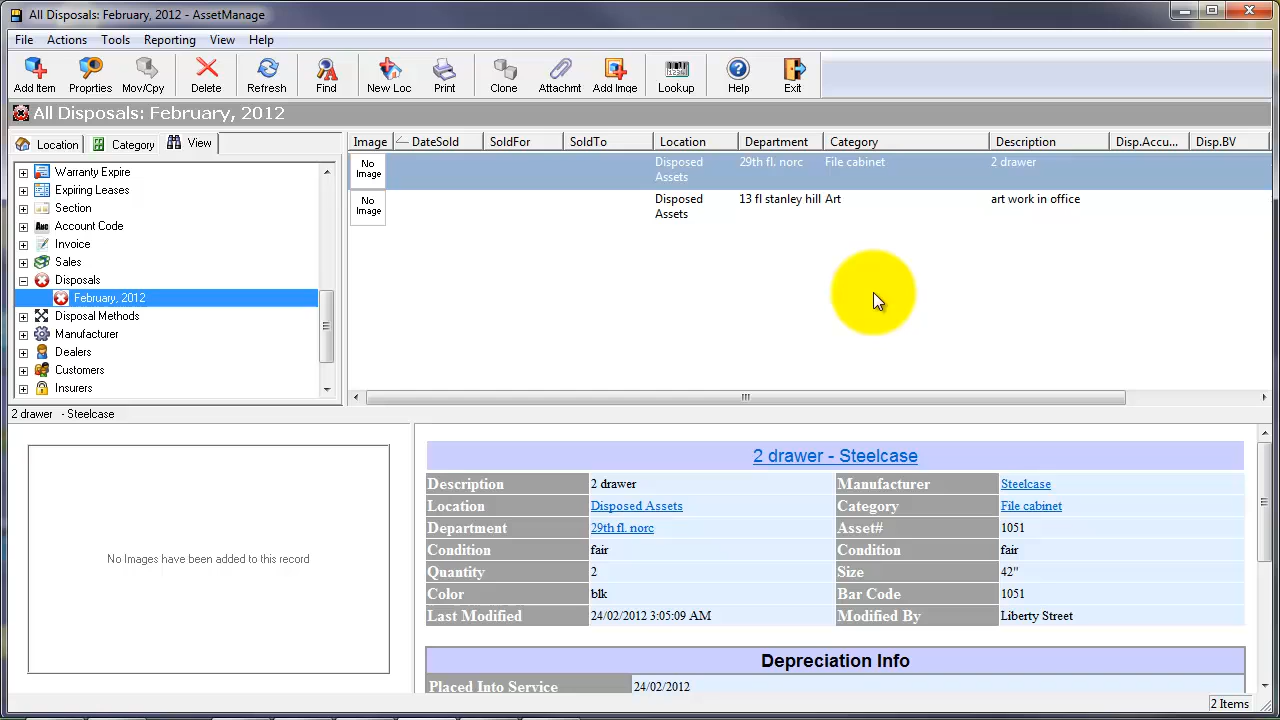 All Disposals: February, 2012 - AssetManage
File Actions Tools Reporting View Help
Add Item Properties Mov/Cpy Delete Refresh Find New Loc Print Clone Attachmt Add Imge Lookup Help Exit
All Disposals: February, 2012
Location Category View
Image DateSold SoldFor SoldTo Location Department Category Description Disp.Accu... Disp.BV
Warranty Expire
Expiring Leases
Section
Account Code
Invoice
Sales
Disposals
February, 2012
Disposal Methods
Manufacturer
Dealers
Customers
Insurers
No Image Disposed Assets 29th fl. norc File cabinet 2 drawer
No Image Disposed Assets 13 fl stanley hill Art art work in office
2 drawer - Steelcase
No Images have been added to this record
2 drawer - Steelcase
Description 2 drawer Manufacturer Steelcase
Location Disposed Assets Category File cabinet
Department 29th fl. norc Asset# 1051
Condition fair Condition fair
Quantity 2 Size 42"
Color blk Bar Code 1051
Last Modified 24/02/2012 3:05:09 AM Modified By Liberty Street
Depreciation Info
Placed Into Service 24/02/2012
2 Items